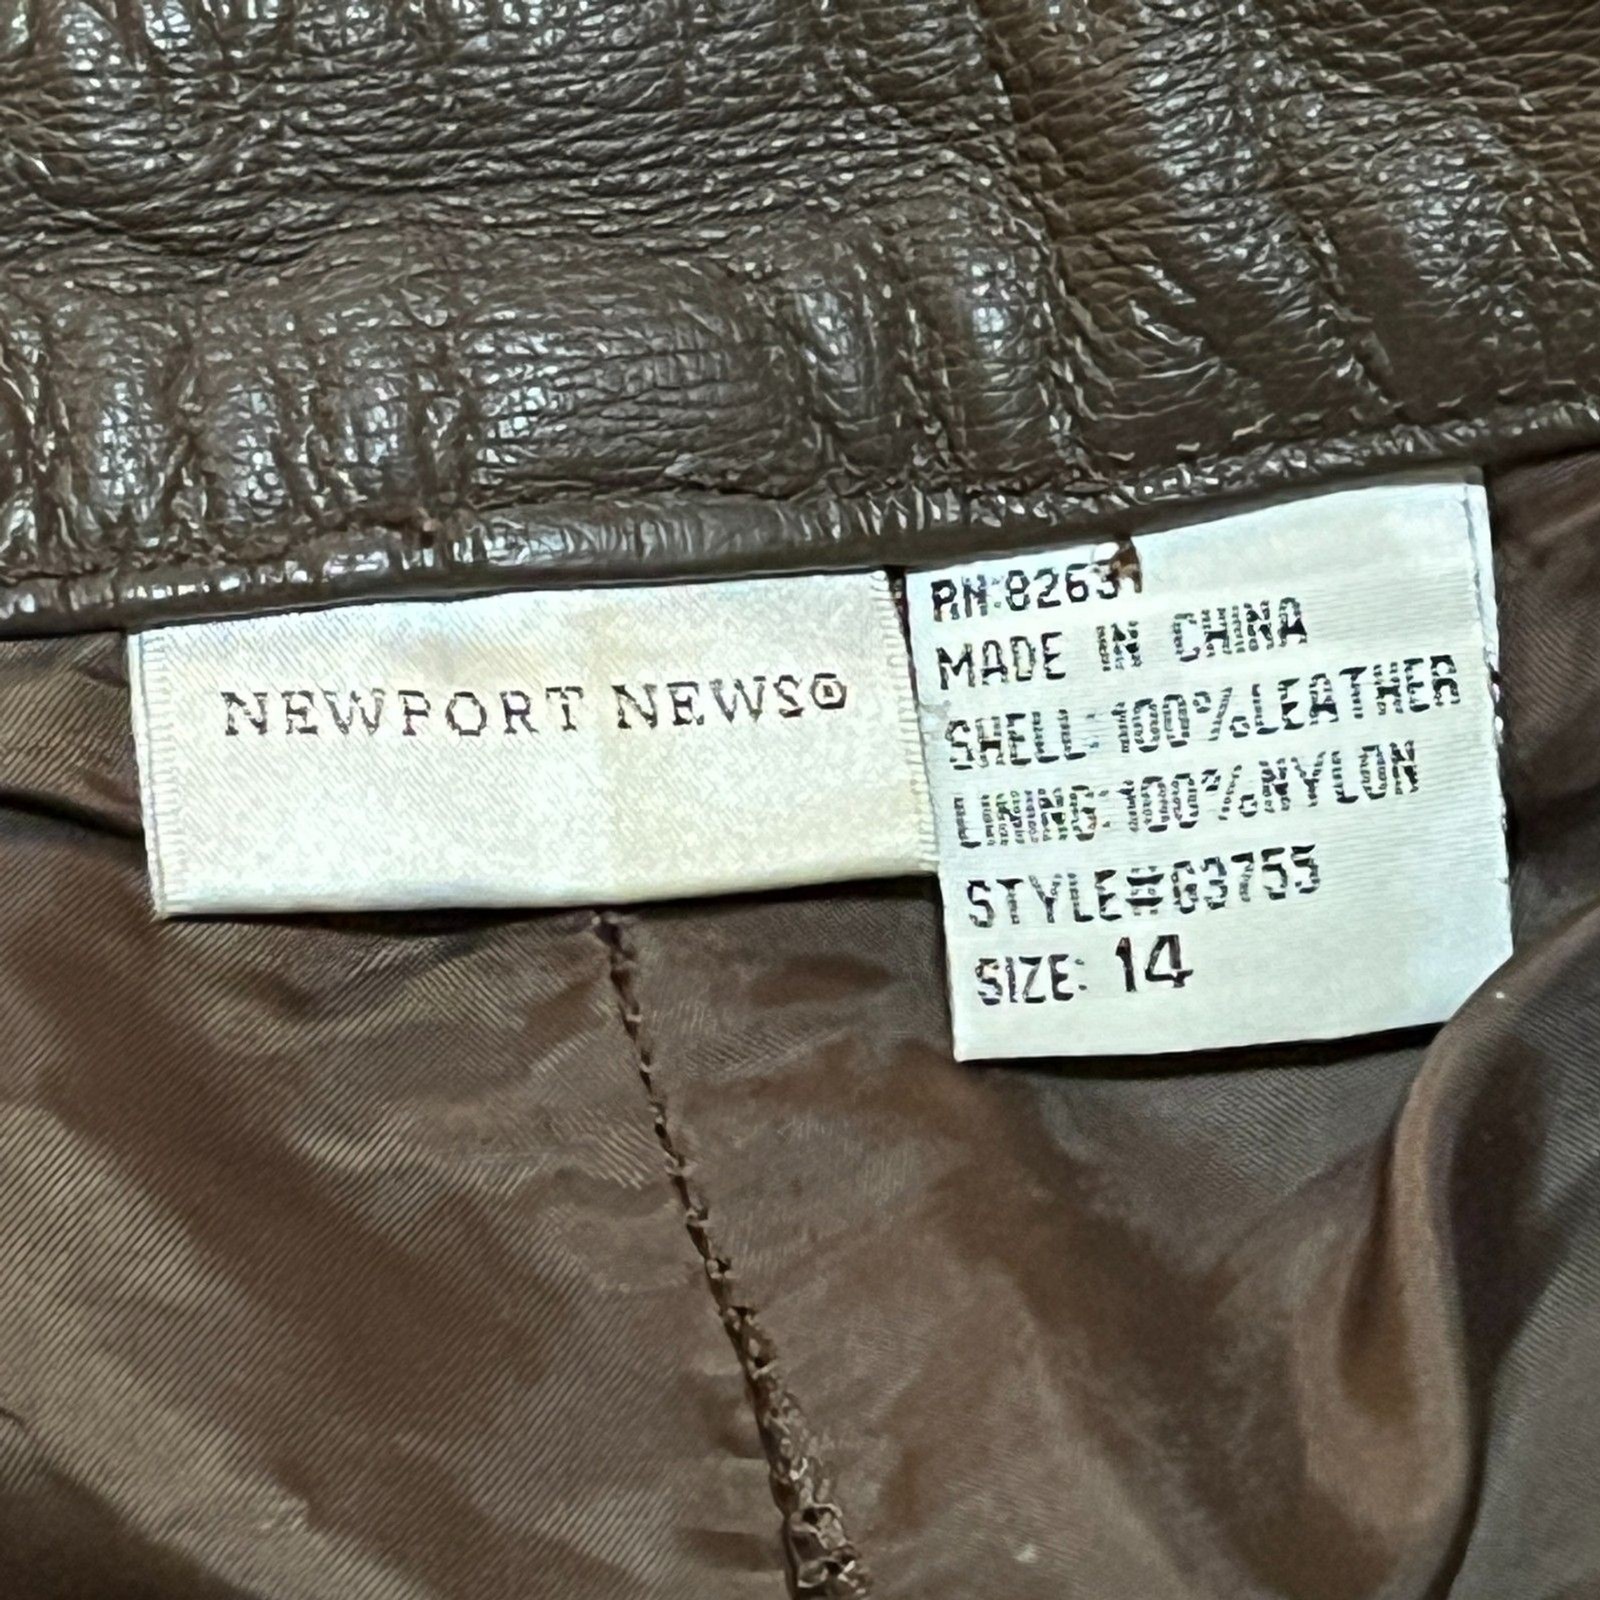 NEWPORT NEWS®
RN:82631
MADE IN CHINA
SHELL: 100%LEATHER
LINING 100%NYLON
STYLE#63755
SIZE: 14